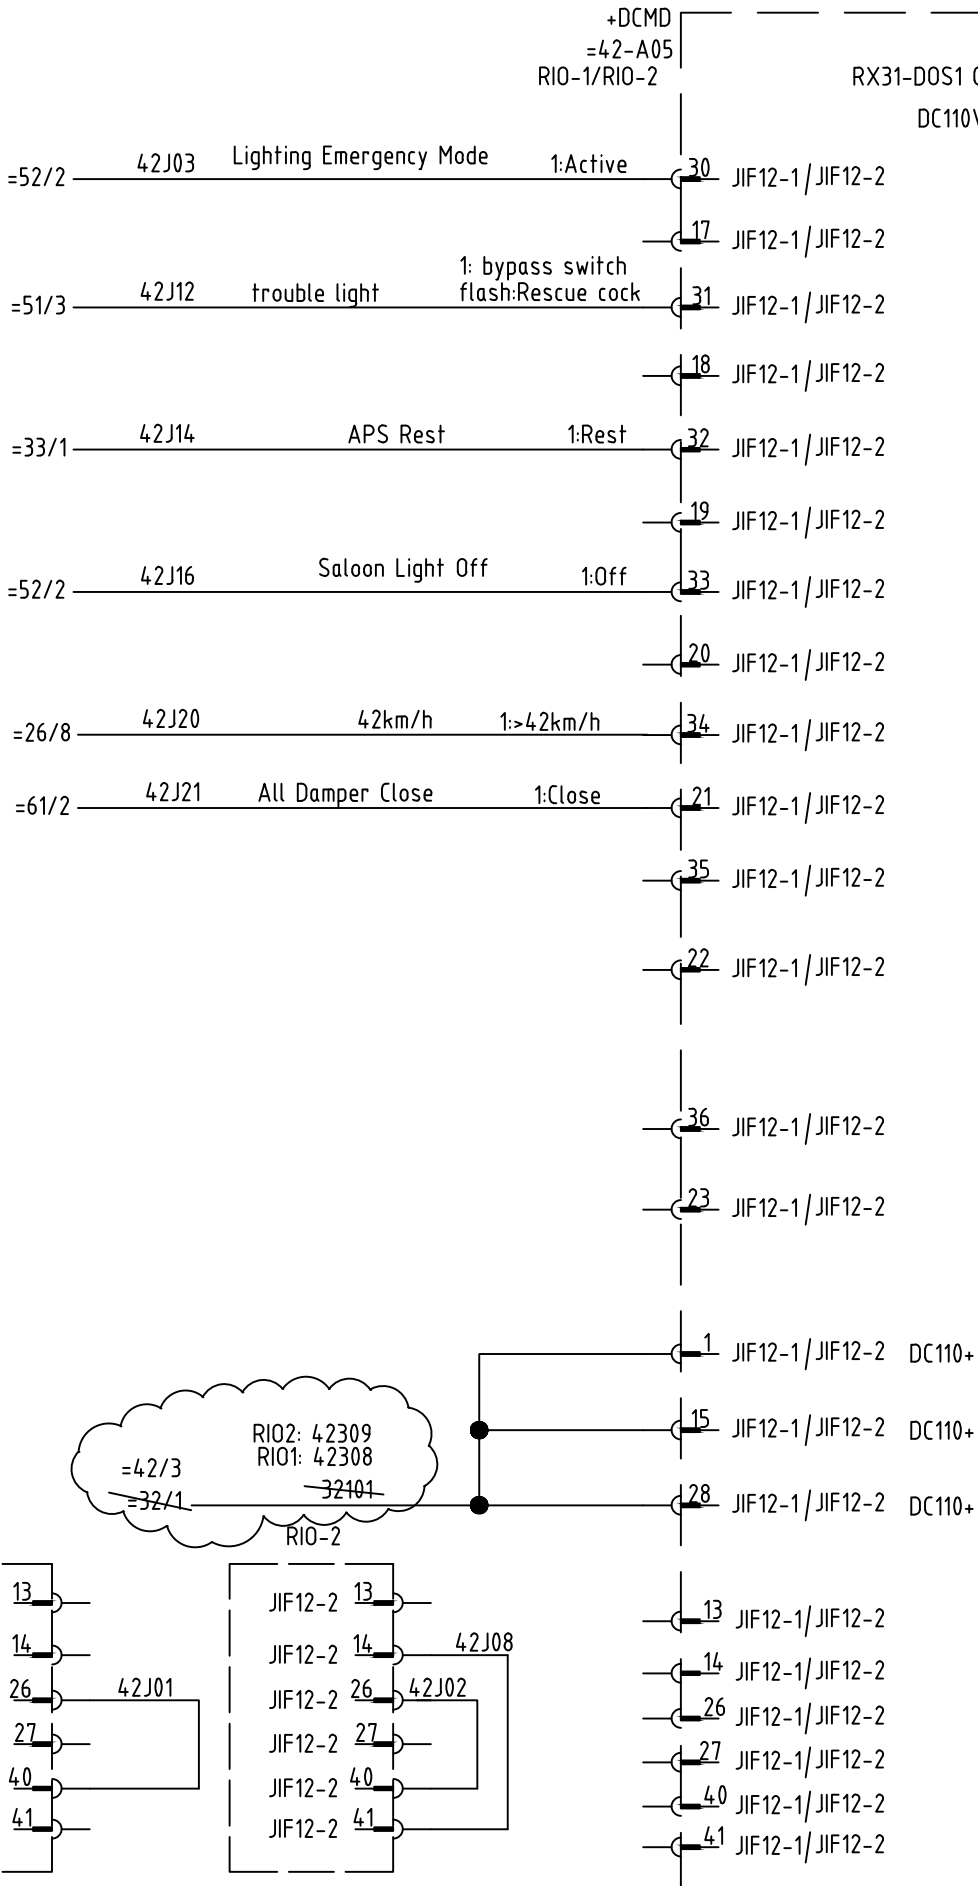 +DCMD
=42-A05
RIO-1/RIO-2
RX31-DOS1
DC110V
=52/2 42J03 Lighting Emergency Mode 1:Active 30 JIF12-1/JIF12-2
17 JIF12-1/JIF12-2
1: bypass switch
=51/3 42J12 trouble light flash:Rescue cock 31 JIF12-1/JIF12-2
18 JIF12-1/JIF12-2
=33/1 42J14 APS Rest 1:Rest 32 JIF12-1/JIF12-2
19 JIF12-1/JIF12-2
=52/2 42J16 Saloon Light Off 1:Off 33 JIF12-1/JIF12-2
20 JIF12-1/JIF12-2
=26/8 42J20 42km/h 1:>42km/h 34 JIF12-1/JIF12-2
=61/2 42J21 All Damper Close 1:Close 21 JIF12-1/JIF12-2
35 JIF12-1/JIF12-2
22 JIF12-1/JIF12-2
36 JIF12-1/JIF12-2
23 JIF12-1/JIF12-2
1 JIF12-1/JIF12-2 DC110+
15 JIF12-1/JIF12-2 DC110+
RIO2: 42309
RIO1: 42308
=42/3
=32/1 32101 28 JIF12-1/JIF12-2 DC110+
RIO-2
13 JIF12-2 13 13 JIF12-1/JIF12-2
14 JIF12-2 14 42J08 14 JIF12-1/JIF12-2
26 42J01 JIF12-2 26 42J02 26 JIF12-1/JIF12-2
27 JIF12-2 27 27 JIF12-1/JIF12-2
40 JIF12-2 40 40 JIF12-1/JIF12-2
41 JIF12-2 41 41 JIF12-1/JIF12-2